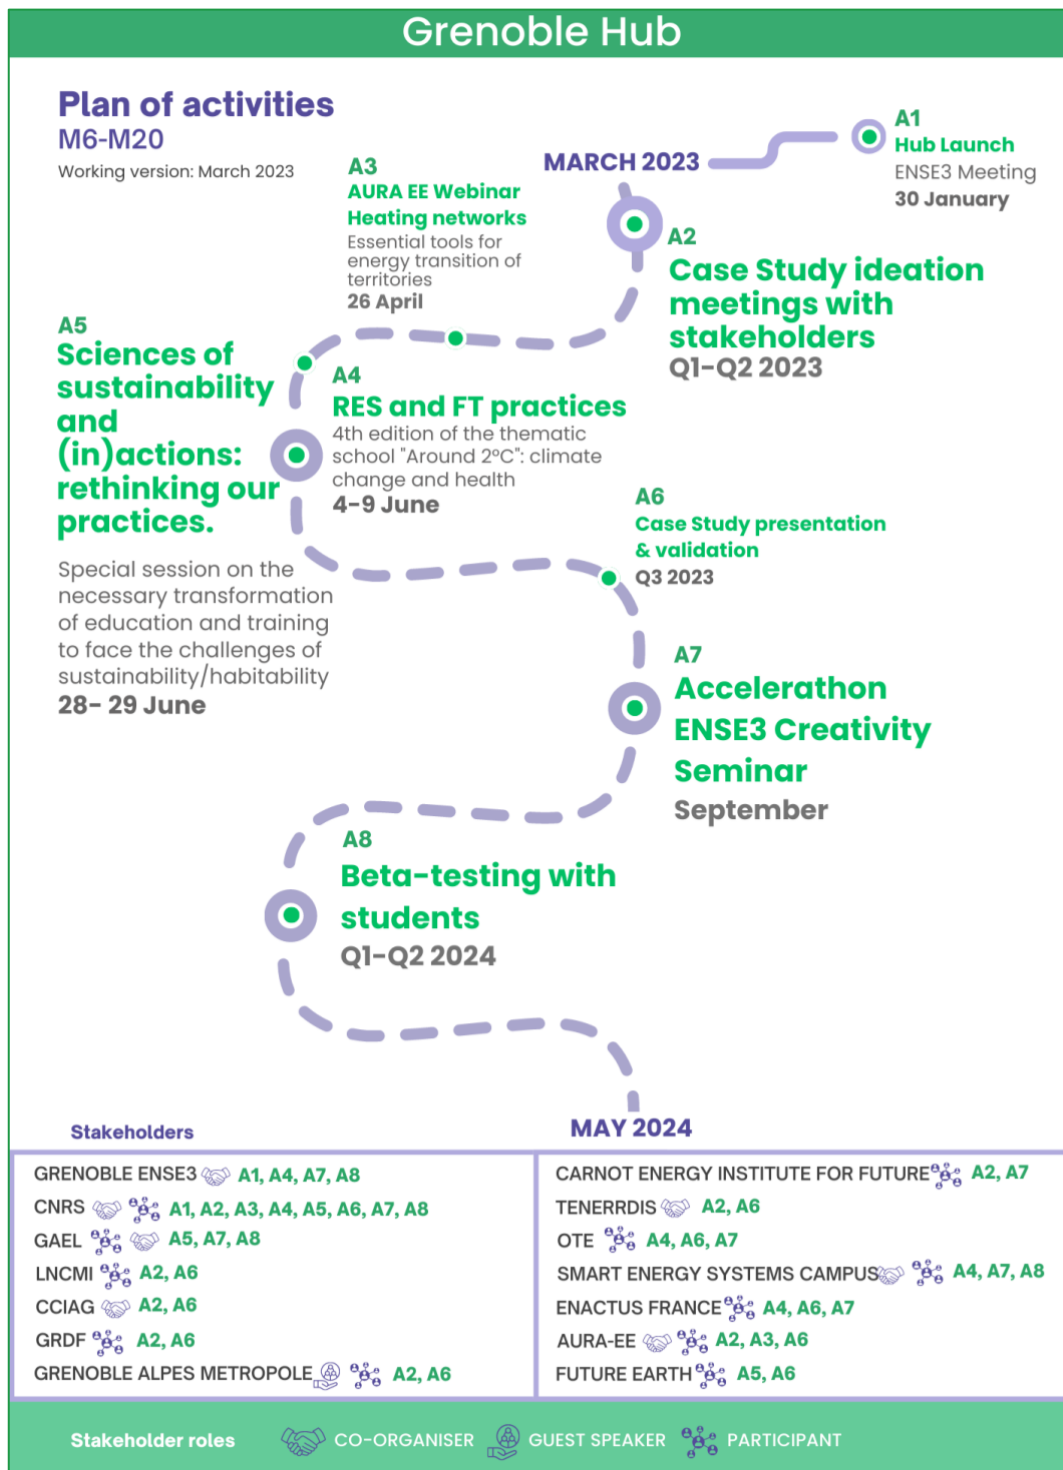 Grenoble Hub
Plan of activities
M6-M20
Working version: March 2023
MARCH 2023
A1
Hub Launch
ENSE3 Meeting
30 January
A2
Case Study ideation
meetings with
stakeholders
Q1-Q2 2023
A3
AURA EE Webinar
Heating networks
Essential tools for
energy transition of
territories
26 April
A4
RES and FT practices
4th edition of the thematic
school "Around 2°C": climate
change and health
4-9 June
A5
Sciences of
sustainability
and
(in)actions:
rethinking our
practices.
Special session on the
necessary transformation
of education and training
to face the challenges of
sustainability/habitability
28- 29 June
A6
Case Study presentation
& validation
Q3 2023
A7
Accelerathon
ENSE3 Creativity
Seminar
September
A8
Beta-testing with
students
Q1-Q2 2024
MAY 2024
Stakeholders
GRENOBLE ENSE3 A1, A4, A7, A8
CNRS A1, A2, A3, A4, A5, A6, A7, A8
GAEL A5, A7, A8
LNCMI A2, A6
CCIAG A2, A6
GRDF A2, A6
GRENOBLE ALPES METROPOLE A2, A6
CARNOT ENERGY INSTITUTE FOR FUTURE A2, A7
TENERRDIS A2, A6
OTE A4, A6, A7
SMART ENERGY SYSTEMS CAMPUS A4, A7, A8
ENACTUS FRANCE A4, A6, A7
AURA-EE A2, A3, A6
FUTURE EARTH A5, A6
Stakeholder roles CO-ORGANISER GUEST SPEAKER PARTICIPANT